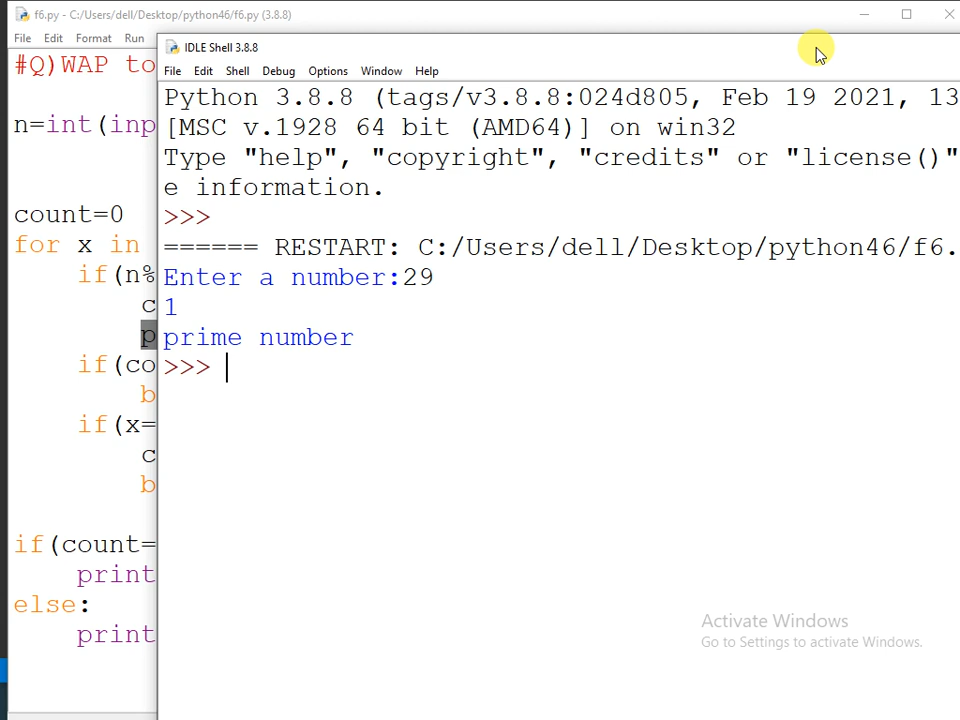 f6.py - C:/Users/dell/Desktop/python46/f6.py (3.8.8)
File Edit Format Run
#Q)WAP to
n=int(inp
count=0
for x in
if(n%
c
p
if(co
b
if(x=
c
b
if(count=
print
else:
print
IDLE Shell 3.8.8
File Edit Shell Debug Options Window Help
Python 3.8.8 (tags/v3.8.8:024d805, Feb 19 2021, 13
[MSC v.1928 64 bit (AMD64)] on win32
Type "help", "copyright", "credits" or "license()"
e information.
>>>
====== RESTART: C:/Users/dell/Desktop/python46/f6.
Enter a number:29
1
prime number
>>>
Activate Windows
Go to Settings to activate Windows.